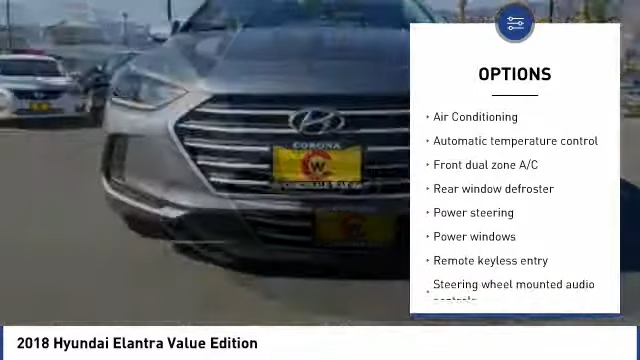 OPTIONS
Air Conditioning
Automatic temperature control
Front dual zone A/C
Rear window defroster
Power steering
Power windows
Remote keyless entry
Steering wheel mounted audio
controls
CORONA
2018 Hyundai Elantra Value Edition